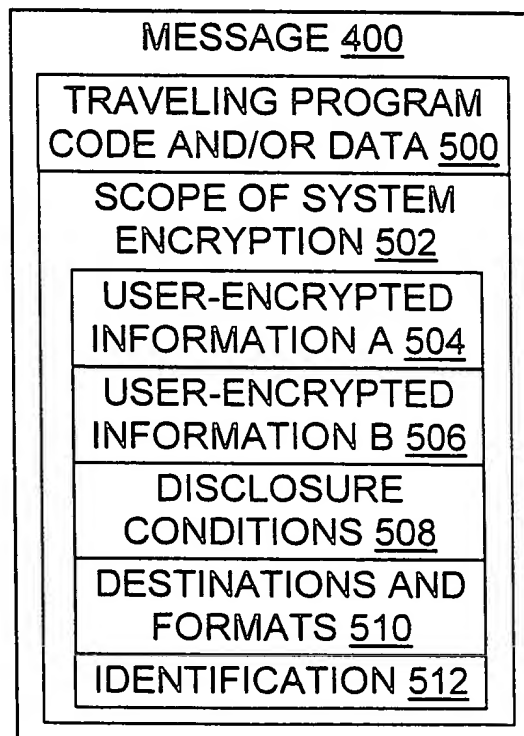 MESSAGE 400
TRAVELING PROGRAM
CODE AND/OR DATA 500
SCOPE OF SYSTEM
ENCRYPTION 502
USER-ENCRYPTED
INFORMATION A 504
USER-ENCRYPTED
INFORMATION B 506
DISCLOSURE
CONDITIONS 508
DESTINATIONS AND
FORMATS 510
IDENTIFICATION 512